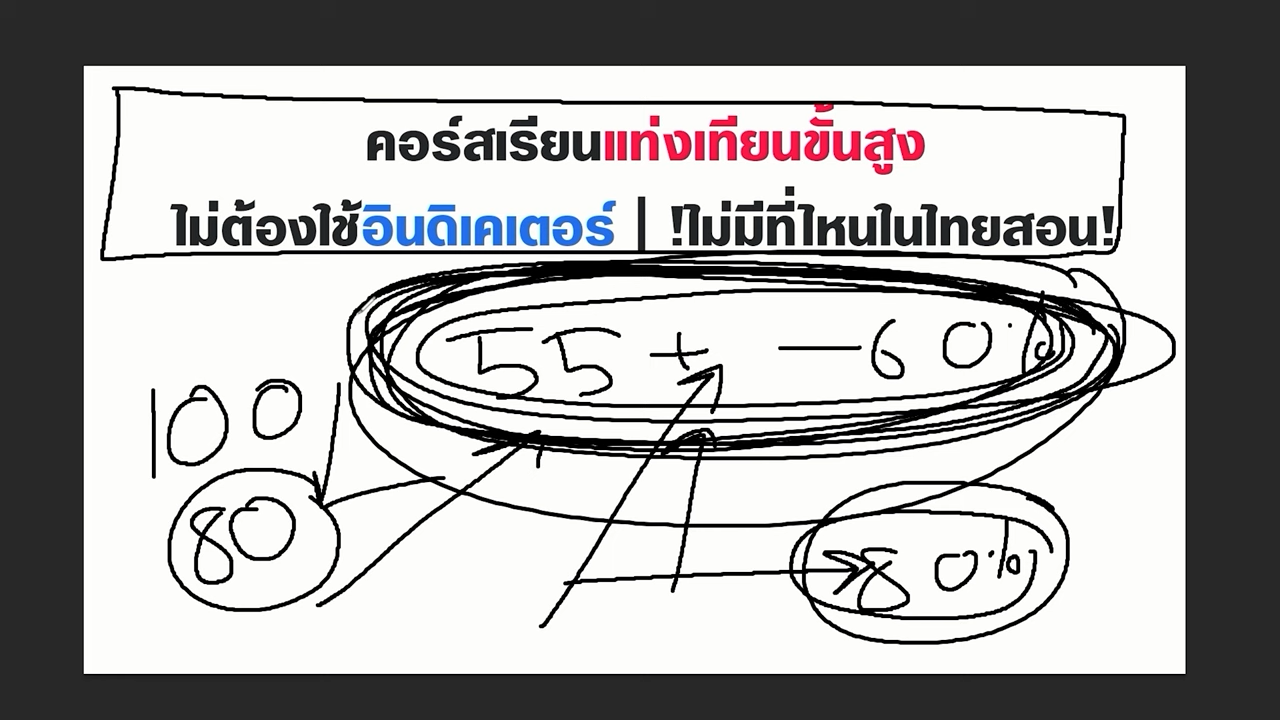 คอร์สเรียนแท่งเทียนขั้นสูง
ไม่ต้องใช้อินดิเคเตอร์ | !ไม่มีที่ไหนในไทยสอน!
55 + — 60%
100
80
80%